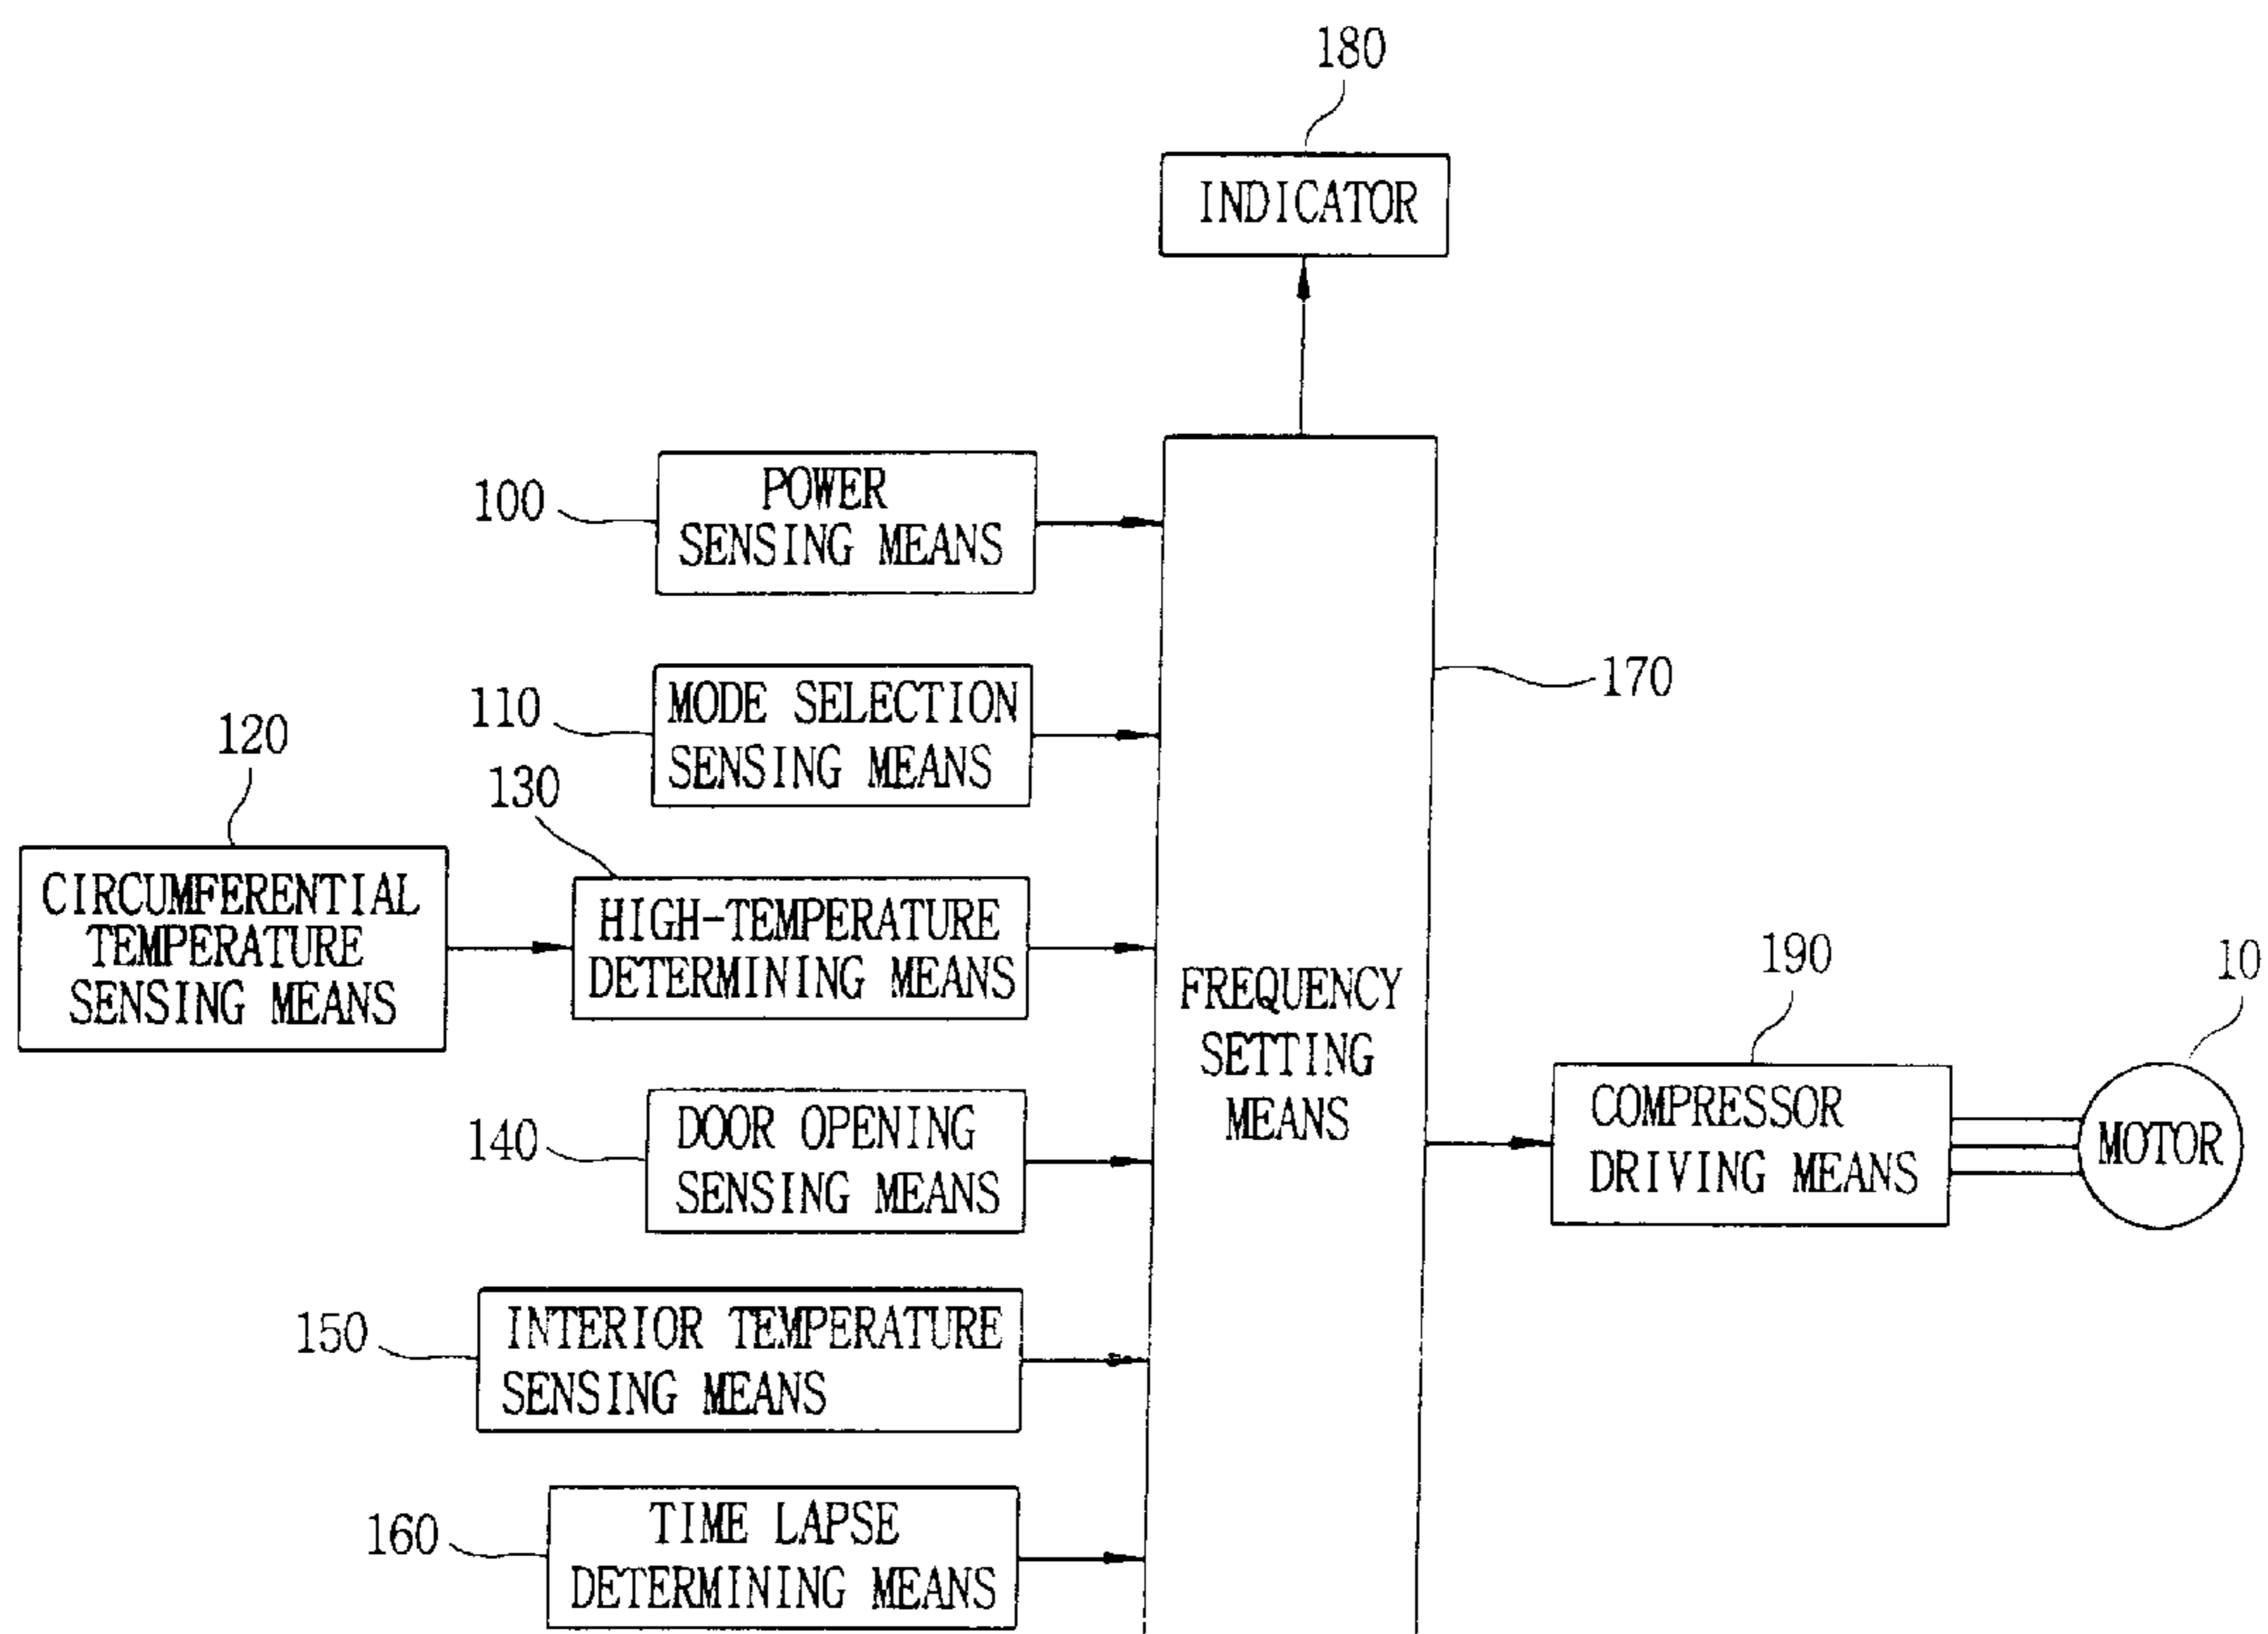 180
INDICATOR
100
POWER
SENSING MEANS
170
110
MODE SELECTION
SENSING MEANS
120
130
CIRCUMFERENTIAL
TEMPERATURE
SENSING MEANS
HIGH-TEMPERATURE
DETERMINING MEANS
FREQUENCY
SETTING
MEANS
190
10
COMPRESSOR
DRIVING MEANS
MOTOR
140
DOOR OPENING
SENSING MEANS
150
INTERIOR TEMPERATURE
SENSING MEANS
160
TIME LAPSE
DETERMINING MEANS